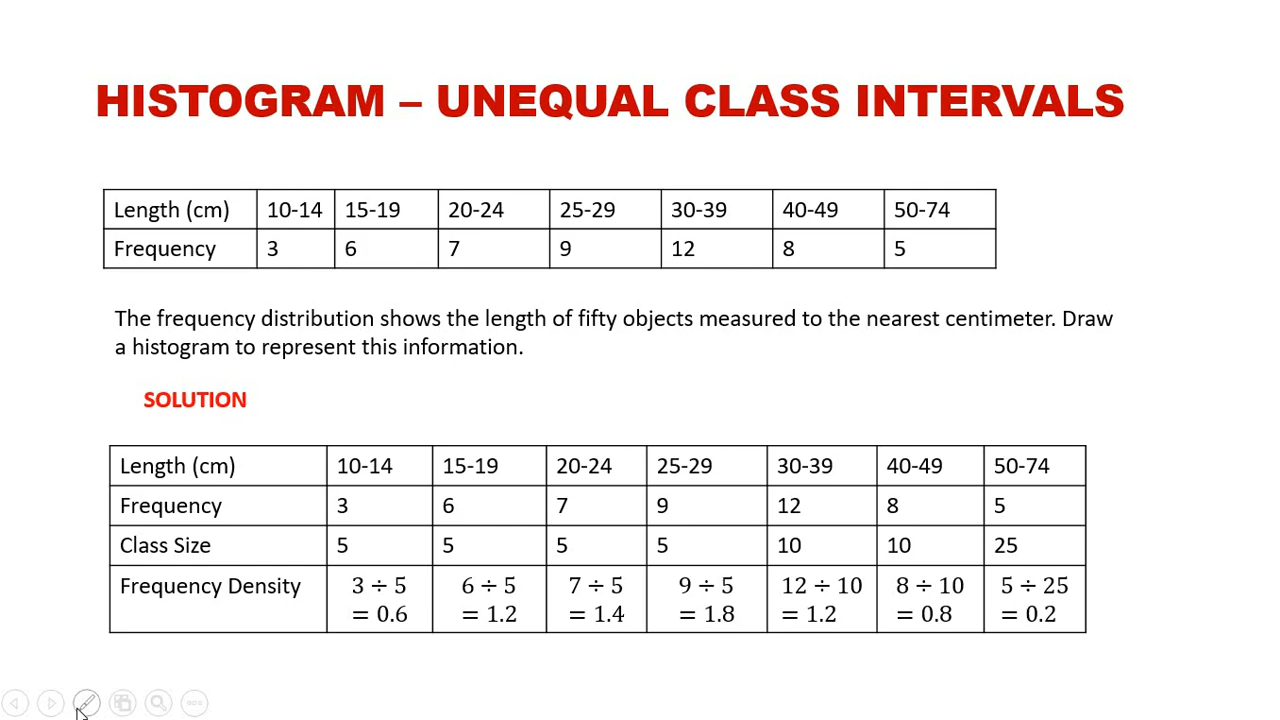 HISTOGRAM – UNEQUAL CLASS INTERVALS
Length (cm) 10-14 15-19 20-24 25-29 30-39 40-49 50-74
Frequency 3 6 7 9 12 8 5
The frequency distribution shows the length of fifty objects measured to the nearest centimeter. Draw
a histogram to represent this information.
SOLUTION
Length (cm) 10-14 15-19 20-24 25-29 30-39 40-49 50-74
Frequency 3 6 7 9 12 8 5
Class Size 5 5 5 5 10 10 25
Frequency Density 3 ÷ 5 6 ÷ 5 7 ÷ 5 9 ÷ 5 12 ÷ 10 8 ÷ 10 5 ÷ 25
= 0.6 = 1.2 = 1.4 = 1.8 = 1.2 = 0.8 = 0.2